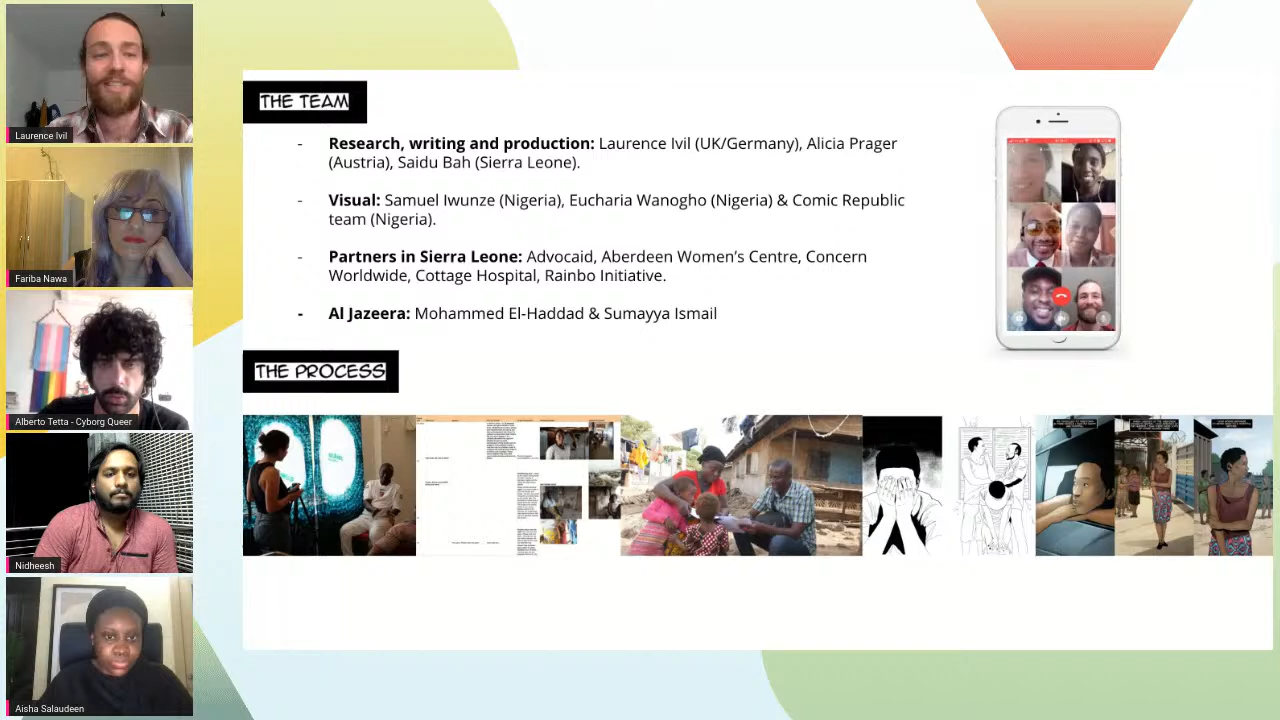 Laurence Ivil
Fariba Nawa
Alberto Tetta - Cyborg Queer
Nidheesh
Aisha Salaudeen
THE TEAM
- Research, writing and production: Laurence Ivil (UK/Germany), Alicia Prager
(Austria), Saidu Bah (Sierra Leone).
- Visual: Samuel Iwunze (Nigeria), Eucharia Wanogho (Nigeria) & Comic Republic
team (Nigeria).
- Partners in Sierra Leone: Advocaid, Aberdeen Women’s Centre, Concern
Worldwide, Cottage Hospital, Rainbo Initiative.
- Al Jazeera: Mohammed El-Haddad & Sumayya Ismail
THE PROCESS